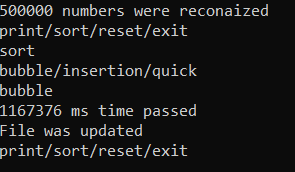 500000 numbers were reconaized
print/sort/reset/exit
sort
bubble/insertion/quick
bubble
1167376 ms time passed
File was updated
print/sort/reset/exit